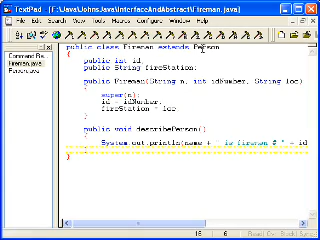 TextPad - [F:\Java\Johns\Java\InterfaceAndAbstract\Fireman.java]
File Edit Search View Tools Macros Configure Window Help
Command Re
Fireman.java
Person.java
public class Fireman extends Person
{
public int id;
public String fireStation;
public Fireman(String n, int idNumber, String loc)
{
super(n);
id = idNumber;
fireStation = loc;
}
public void describePerson()
{
System.out.println(name + " is fireman # " + id
}
}
16 6 Read Ovr Block Sync